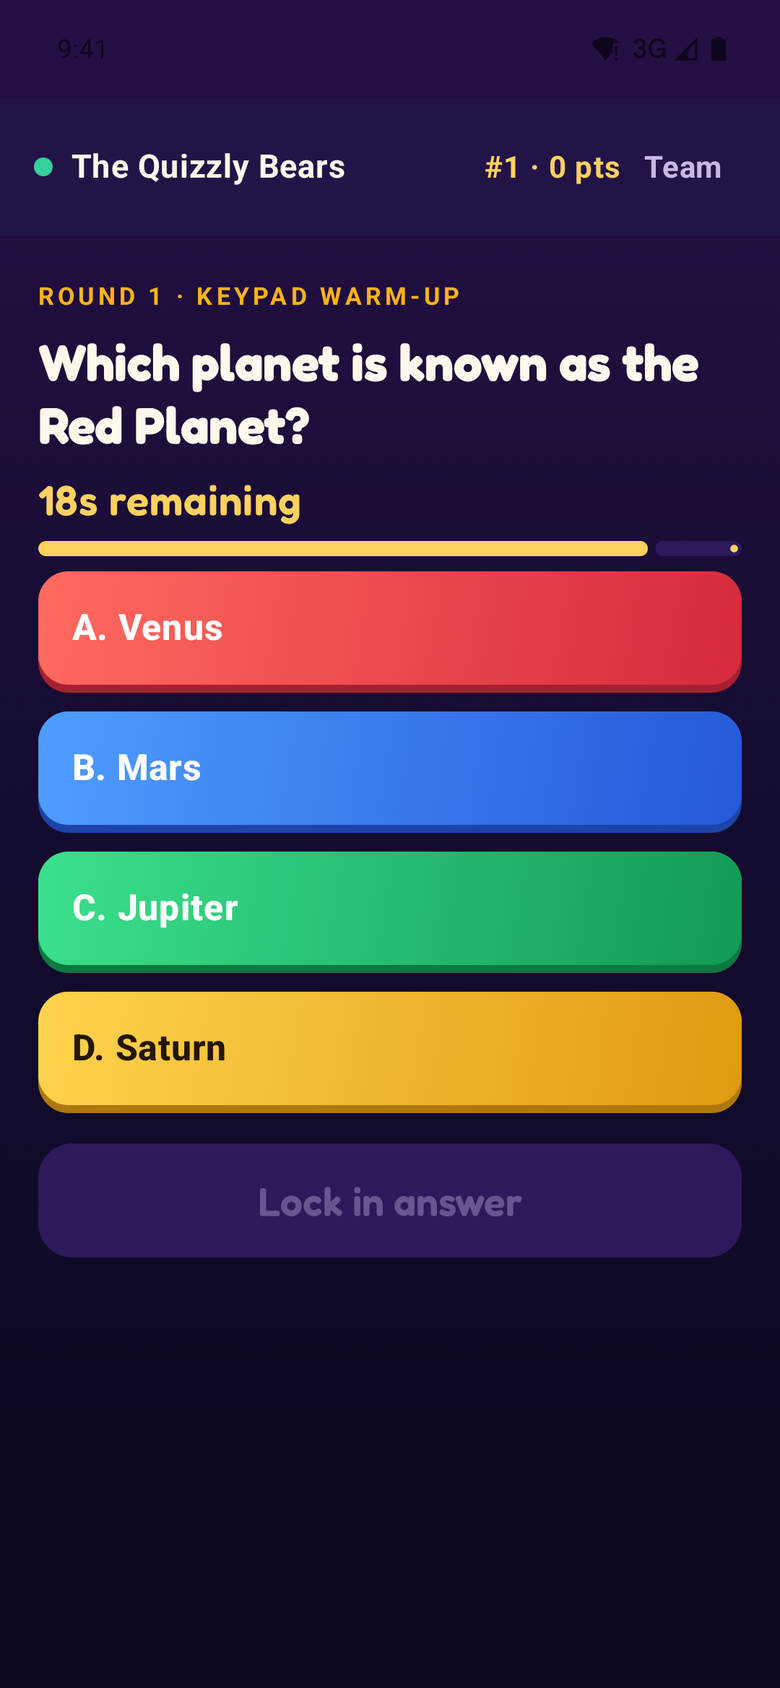 9:41 3G
The Quizzly Bears #1 · 0 pts Team
ROUND 1 · KEYPAD WARM-UP
Which planet is known as the
Red Planet?
18s remaining
A. Venus
B. Mars
C. Jupiter
D. Saturn
Lock in answer